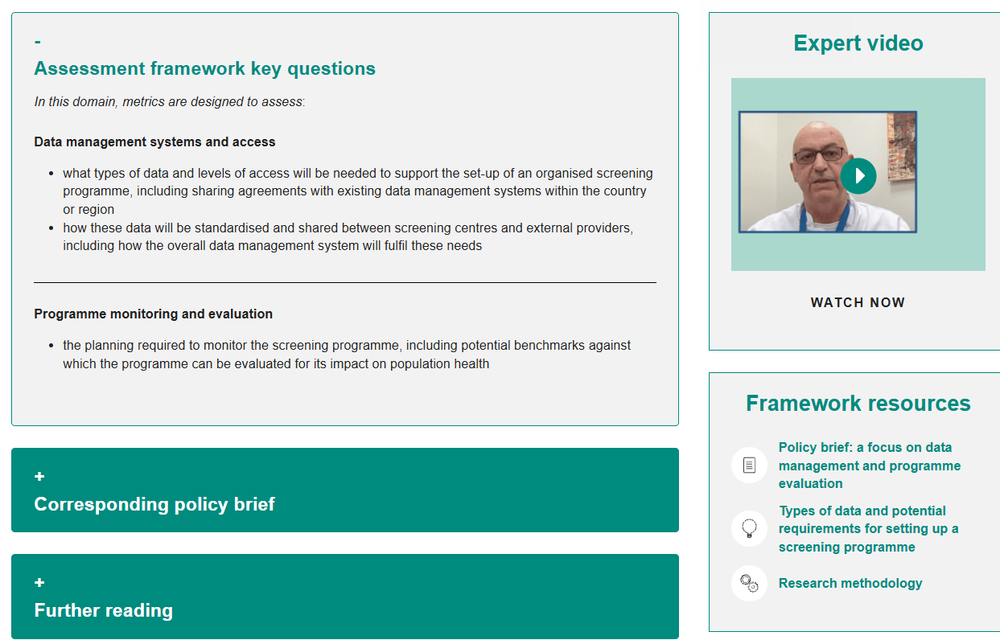 -
Assessment framework key questions
In this domain, metrics are designed to assess:
Data management systems and access
• what types of data and levels of access will be needed to support the set-up of an organised screening
programme, including sharing agreements with existing data management systems within the country
or region
• how these data will be standardised and shared between screening centres and external providers,
including how the overall data management system will fulfil these needs
Programme monitoring and evaluation
• the planning required to monitor the screening programme, including potential benchmarks against
which the programme can be evaluated for its impact on population health
+
Corresponding policy brief
+
Further reading
Expert video
WATCH NOW
Framework resources
Policy brief: a focus on data
management and programme
evaluation
Types of data and potential
requirements for setting up a
screening programme
Research methodology